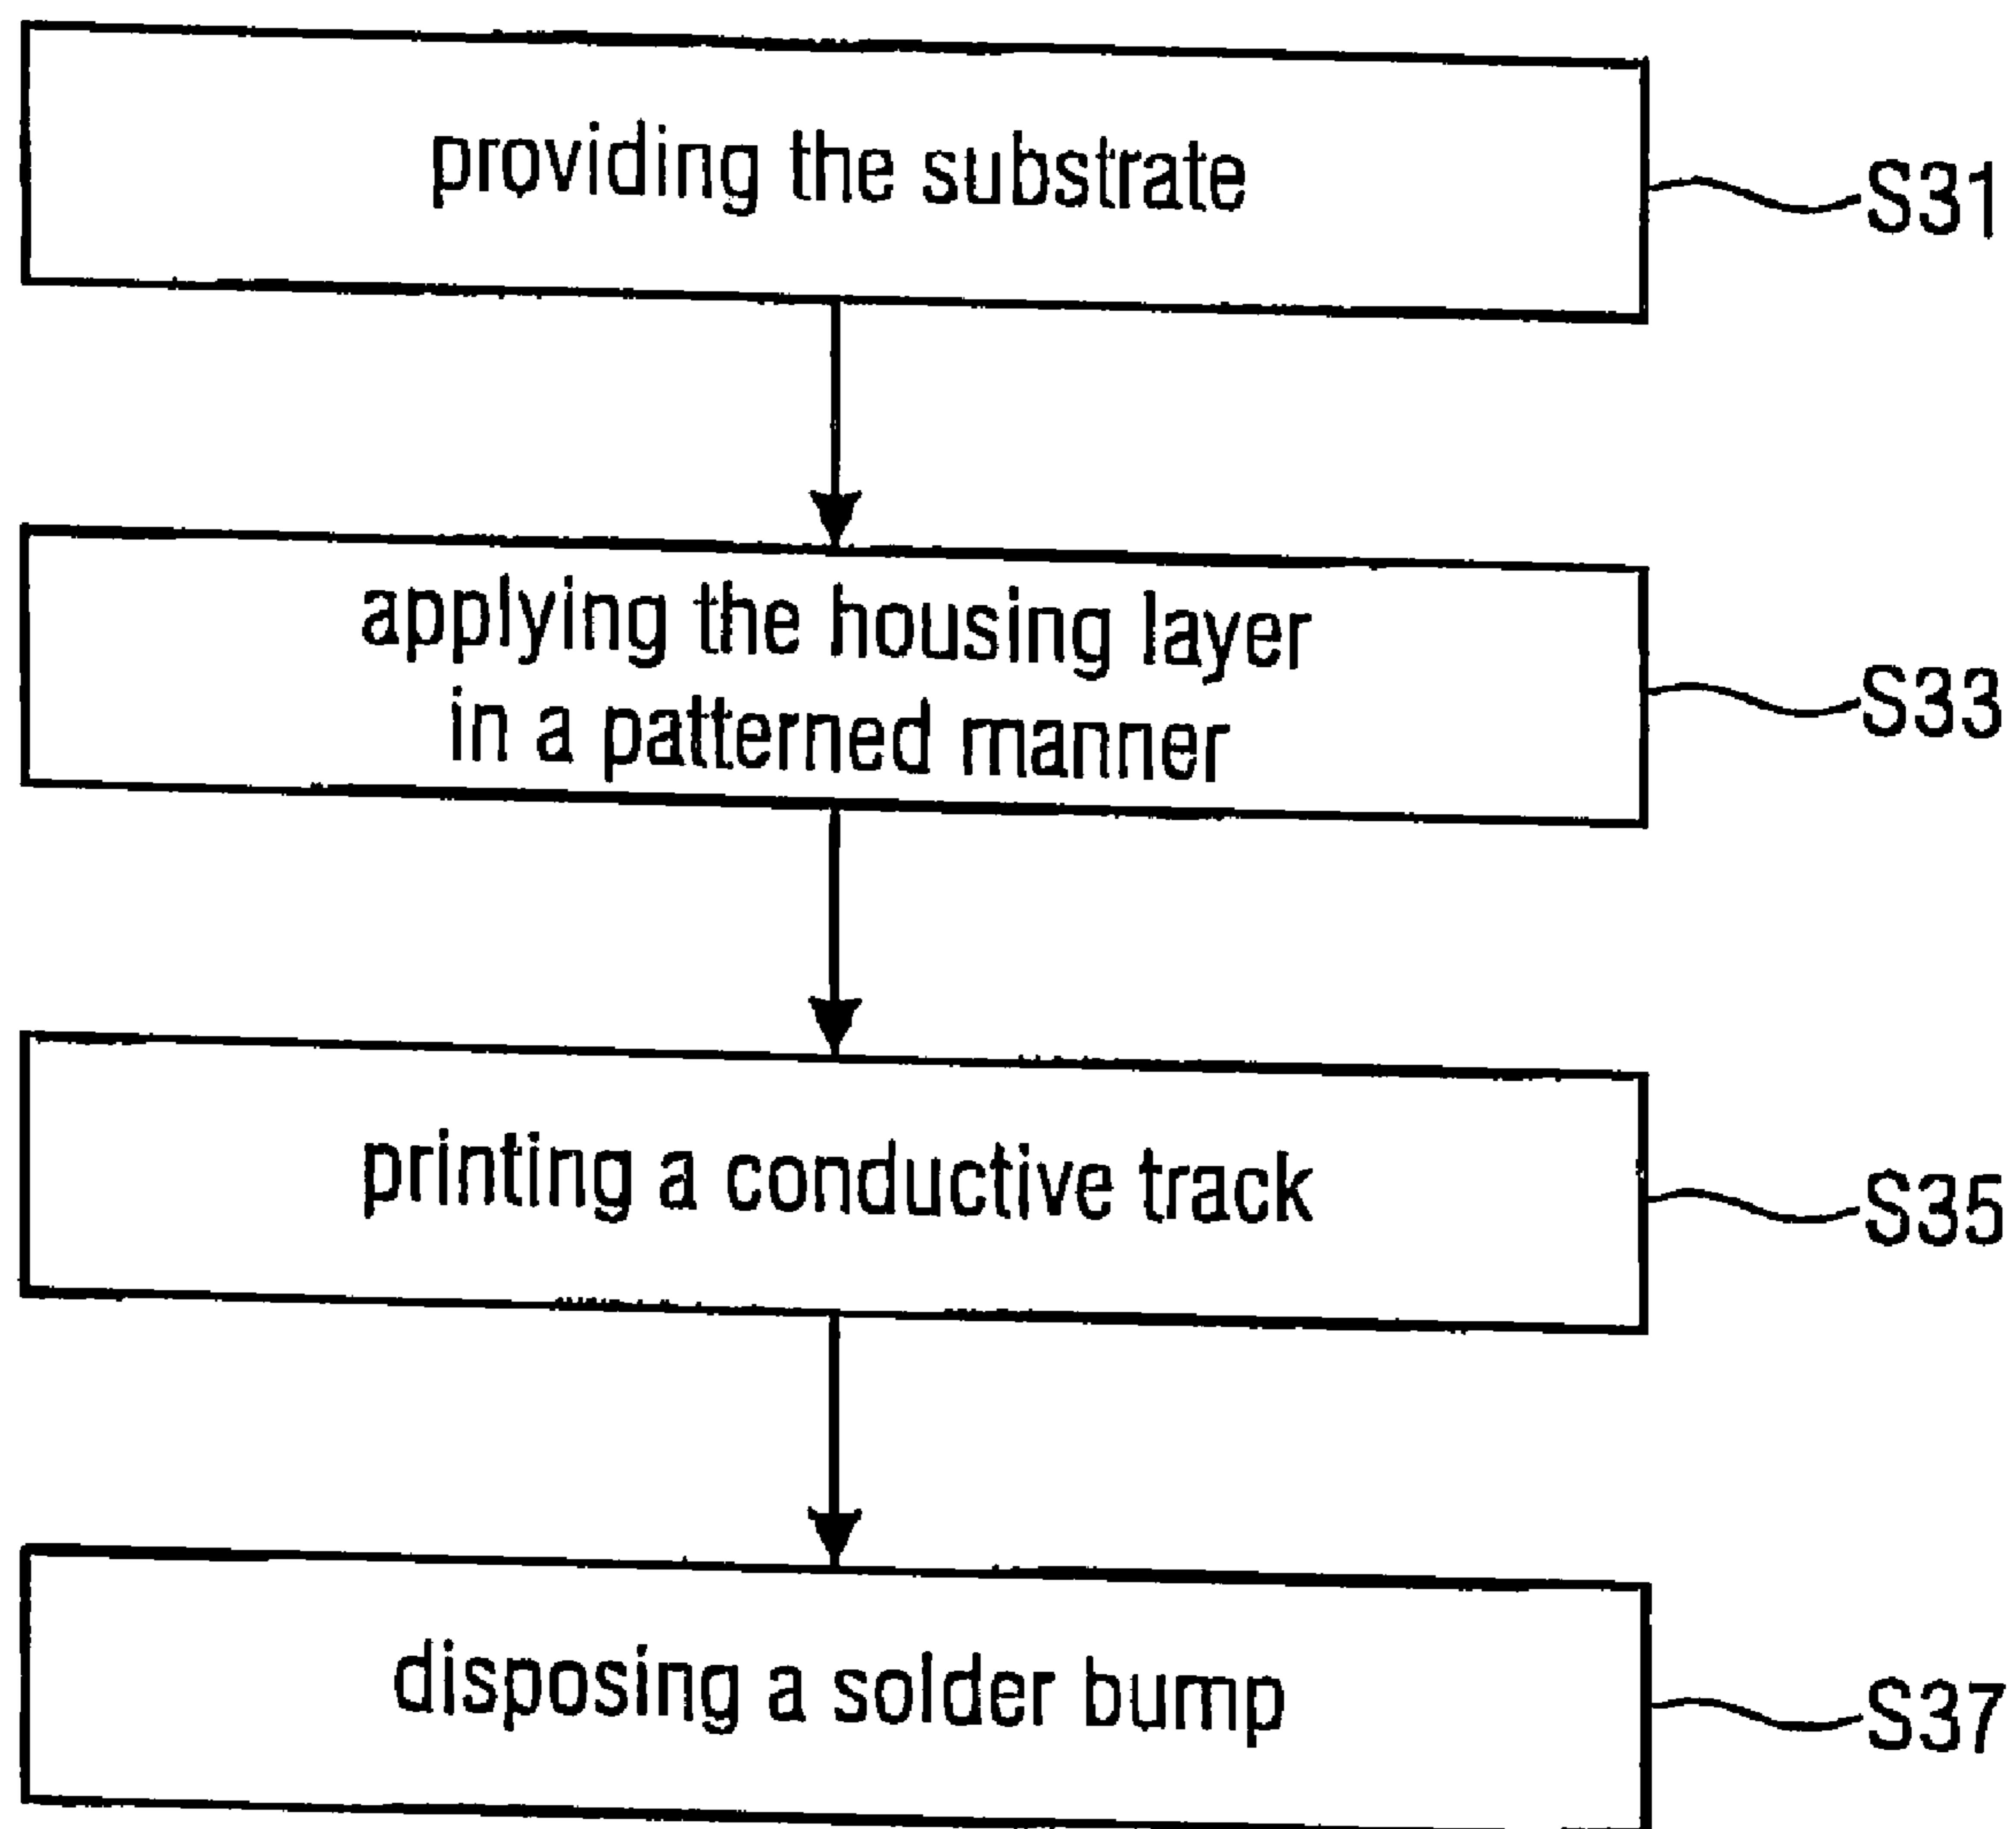 providing the substrate
S31
applying the housing layer
in a patterned manner
S33
printing a conductive track
S35
disposing a solder bump
S37